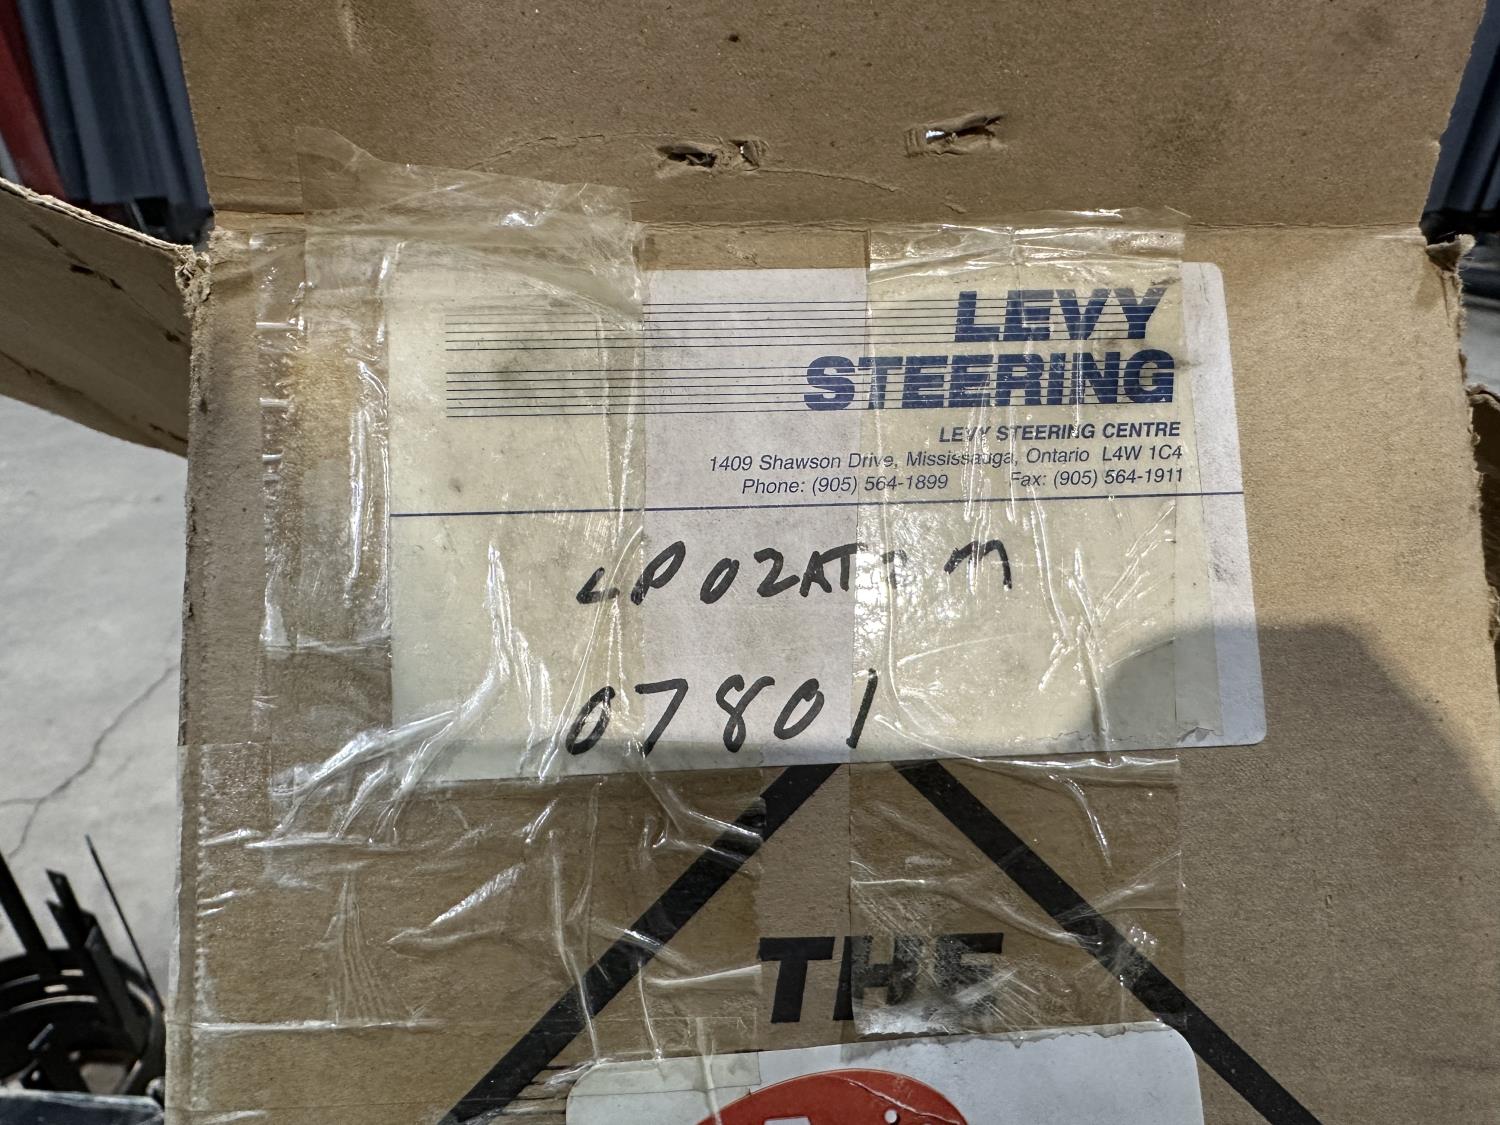 LEVY
STEERING
LEVY STEERING CENTRE
1409 Shawson Drive, Mississauga, Ontario L4W 1C4
Phone: (905) 564-1899 Fax: (905) 564-1911
07801
THE